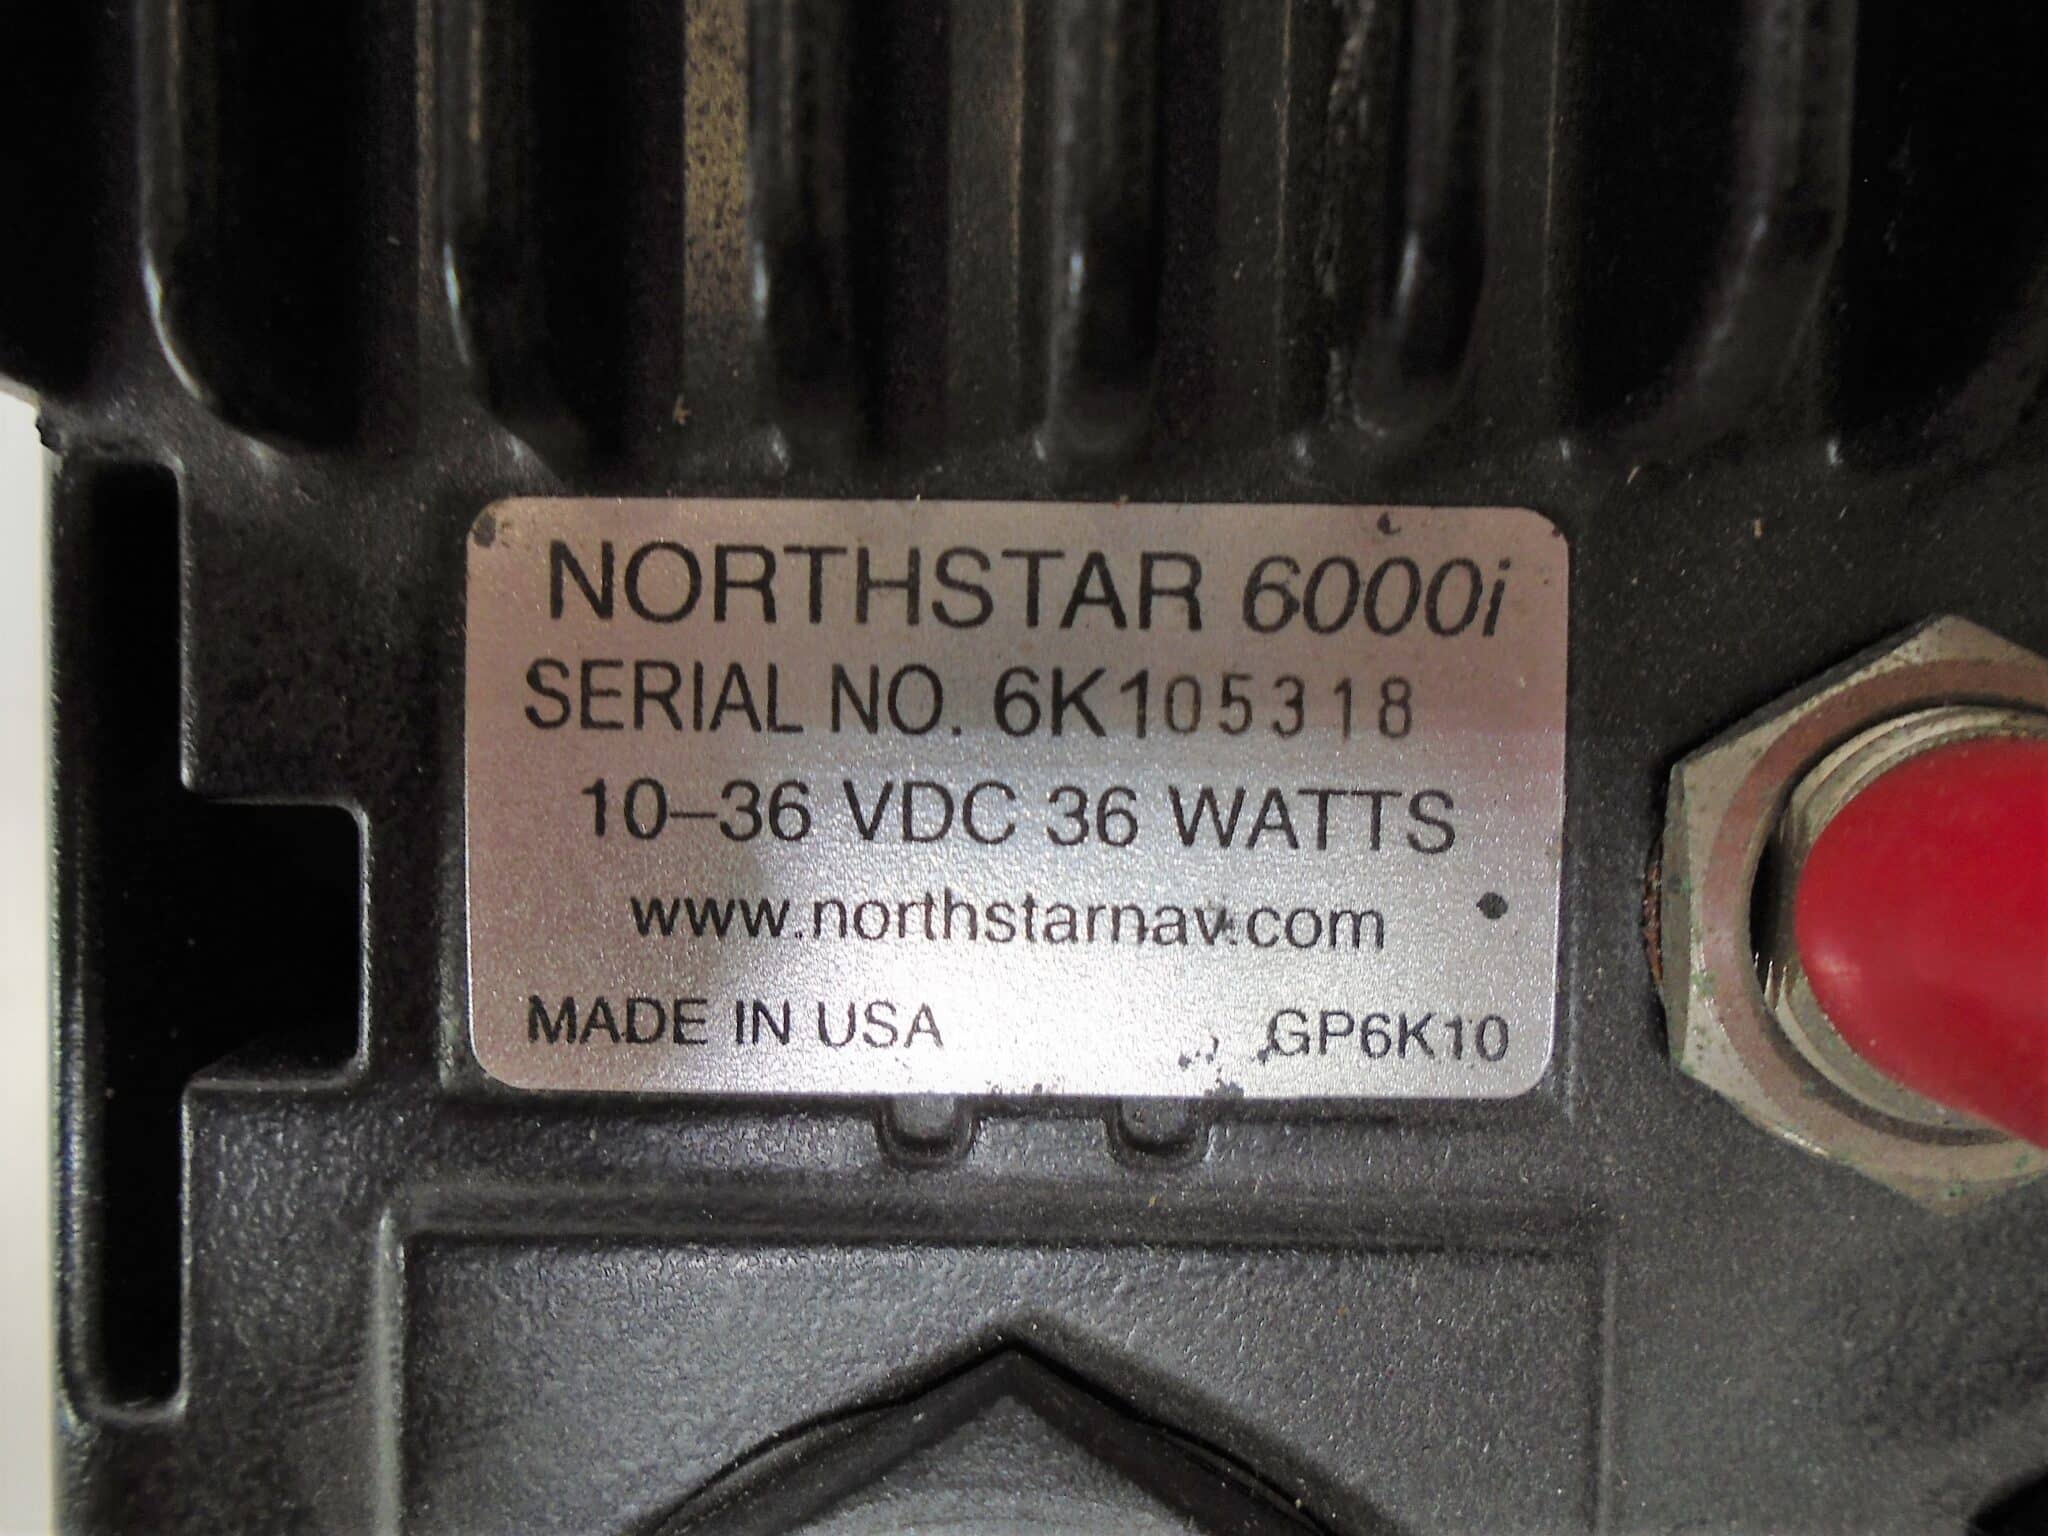 NORTHSTAR 6000i
SERIAL NO. 6K105318
10–36 VDC 36 WATTS
www.northstarnav.com
MADE IN USA GP6K10